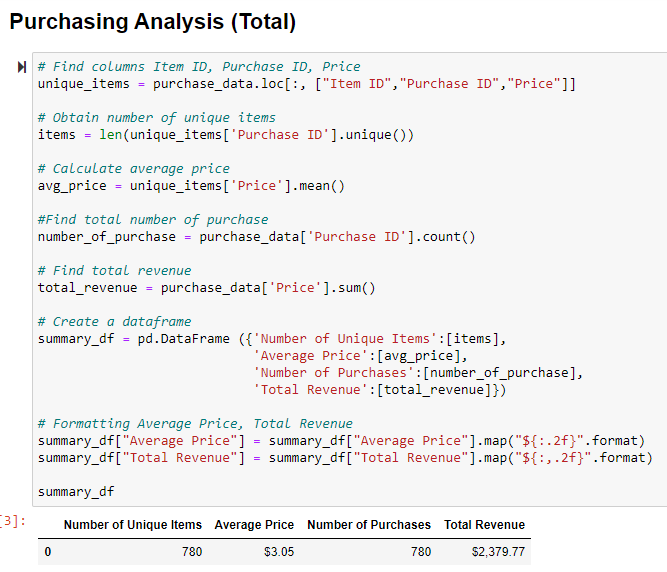 Purchasing Analysis (Total)
# Find columns Item ID, Purchase ID, Price
unique_items = purchase_data.loc[:, ["Item ID","Purchase ID","Price"]]
# Obtain number of unique items
items = len(unique_items['Purchase ID'].unique())
# Calculate average price
avg_price = unique_items['Price'].mean()
#Find total number of purchase
number_of_purchase = purchase_data['Purchase ID'].count()
# Find total revenue
total_revenue = purchase_data['Price'].sum()
# Create a dataframe
summary_df = pd.DataFrame ({'Number of Unique Items':[items],
'Average Price':[avg_price],
'Number of Purchases':[number_of_purchase],
'Total Revenue':[total_revenue]})
# Formatting Average Price, Total Revenue
summary_df["Average Price"] = summary_df["Average Price"].map("${:.2f}".format)
summary_df["Total Revenue"] = summary_df["Total Revenue"].map("${:,.2f}".format)
summary_df
[3]:
Number of Unique Items Average Price Number of Purchases Total Revenue
0 780 $3.05 780 $2,379.77